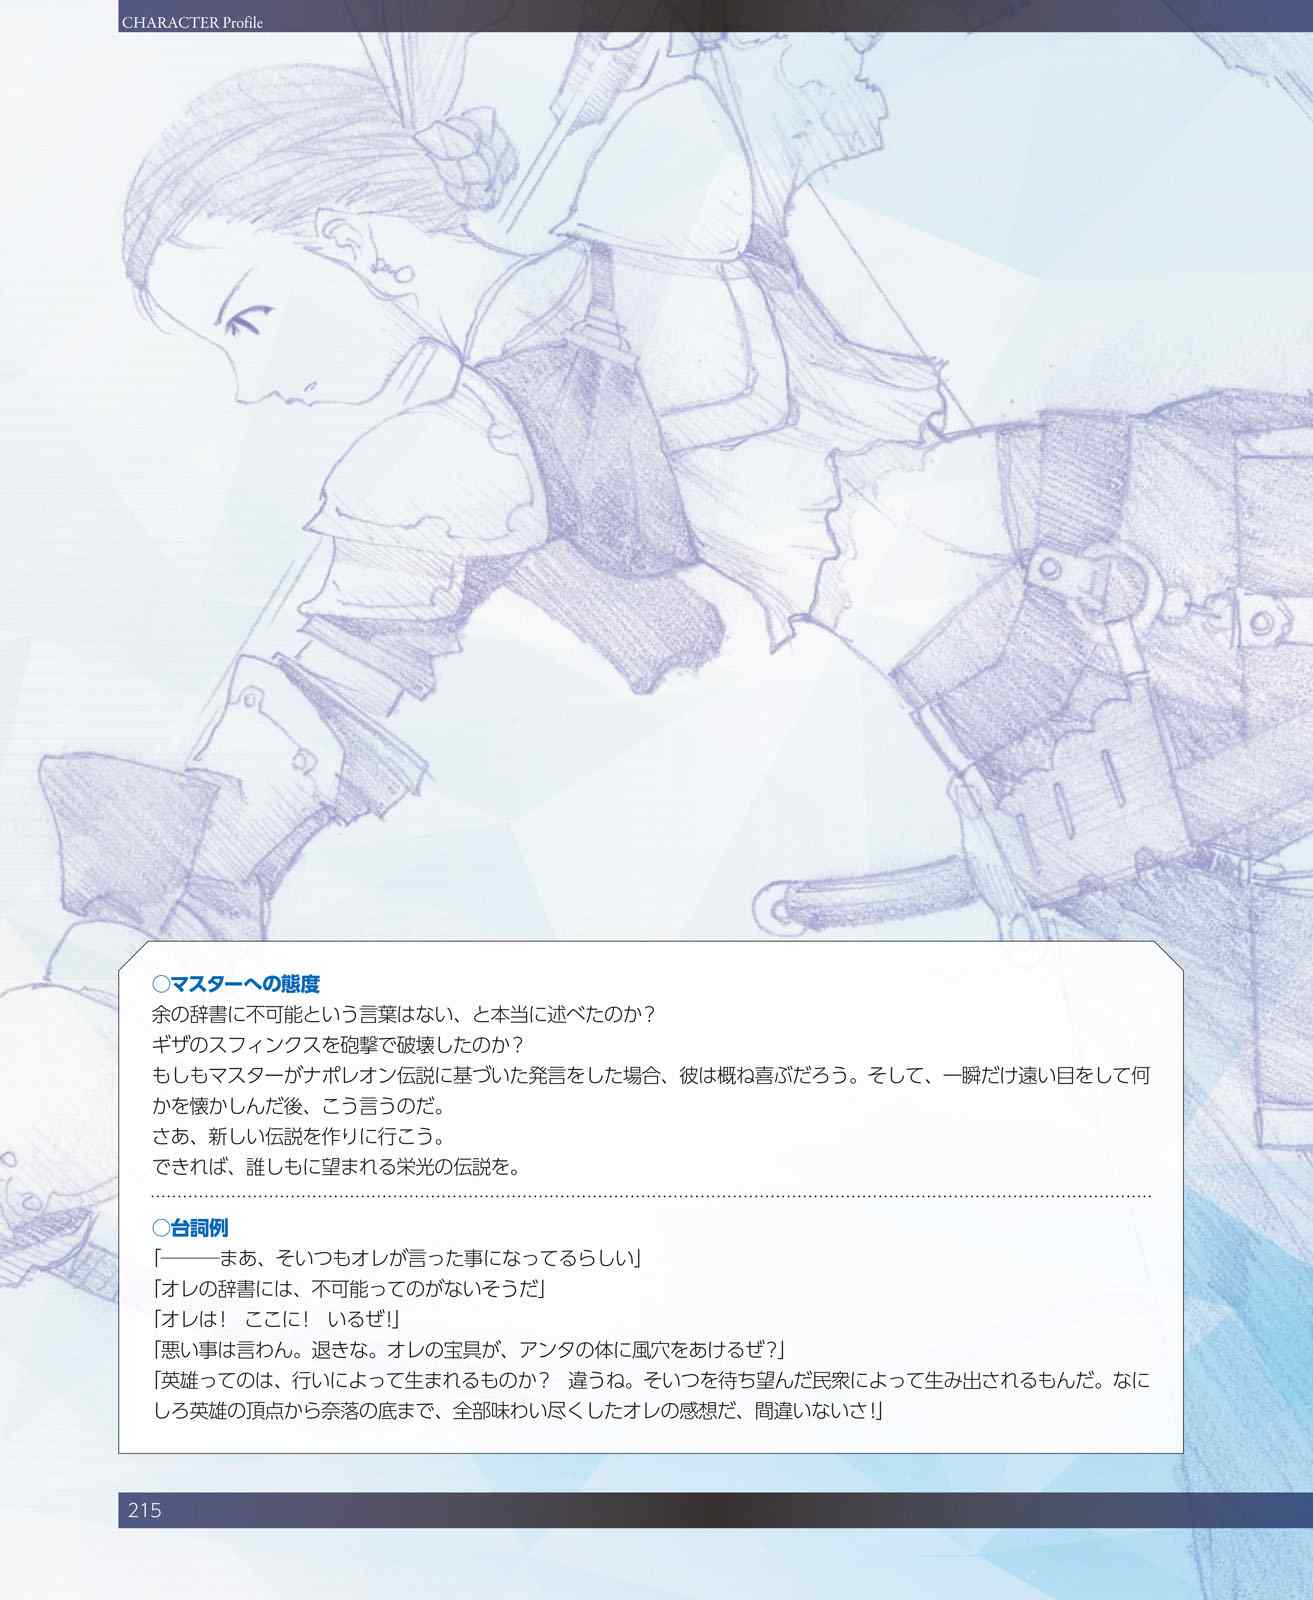 CHARACTER Profile
○マスターへの態度
余の辞書に不可能という言葉はない、と本当に述べたのか？
ギザのスフィンクスを砲撃で破壊したのか？
もしもマスターがナポレオン伝説に基づいた発言をした場合、彼は概ね喜ぶだろう。そして、一瞬だけ遠い目をして何
かを懐かしんだ後、こう言うのだ。
さあ、新しい伝説を作りに行こう。
できれば、誰しもに望まれる栄光の伝説を。
○台詞例
「―――まあ、そいつもオレが言った事になってるらしい」
「オレの辞書には、不可能ってのがないそうだ」
「オレは！　ここに！　いるぜ！」
「悪い事は言わん。退きな。オレの宝具が、アンタの体に風穴をあけるぜ？」
「英雄ってのは、行いによって生まれるものか？　違うね。そいつを待ち望んだ民衆によって生み出されるもんだ。なに
しろ英雄の頂点から奈落の底まで、全部味わい尽くしたオレの感想だ、間違いないさ！」
215